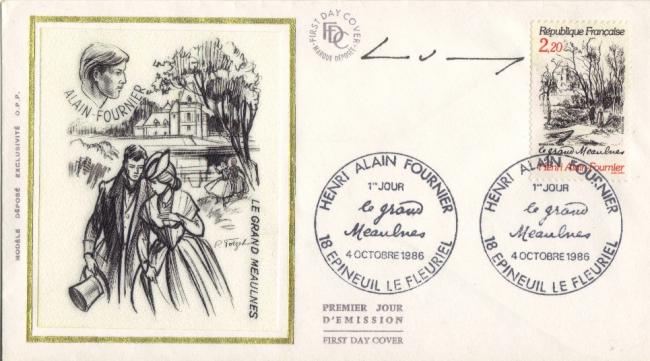 MODÈLE DÉPOSÉ EXCLUSIVITÉ O.P.P.
ALAIN-FOURNIER
LE GRAND MEAULNES
FIRST DAY COVER
FDC
MARQUE DÉPOSÉE
République Française
2,20
le grand Meaulnes
Henri Alain Fournier
HENRI ALAIN FOURNIER
1ER JOUR
le grand
Meaulnes
4 OCTOBRE 1986
18 EPINEUIL LE FLEURIEL
HENRI ALAIN FOURNIER
1ER JOUR
le grand
Meaulnes
4 OCTOBRE 1986
18 EPINEUIL LE FLEURIEL
PREMIER JOUR
D'EMISSION
FIRST DAY COVER